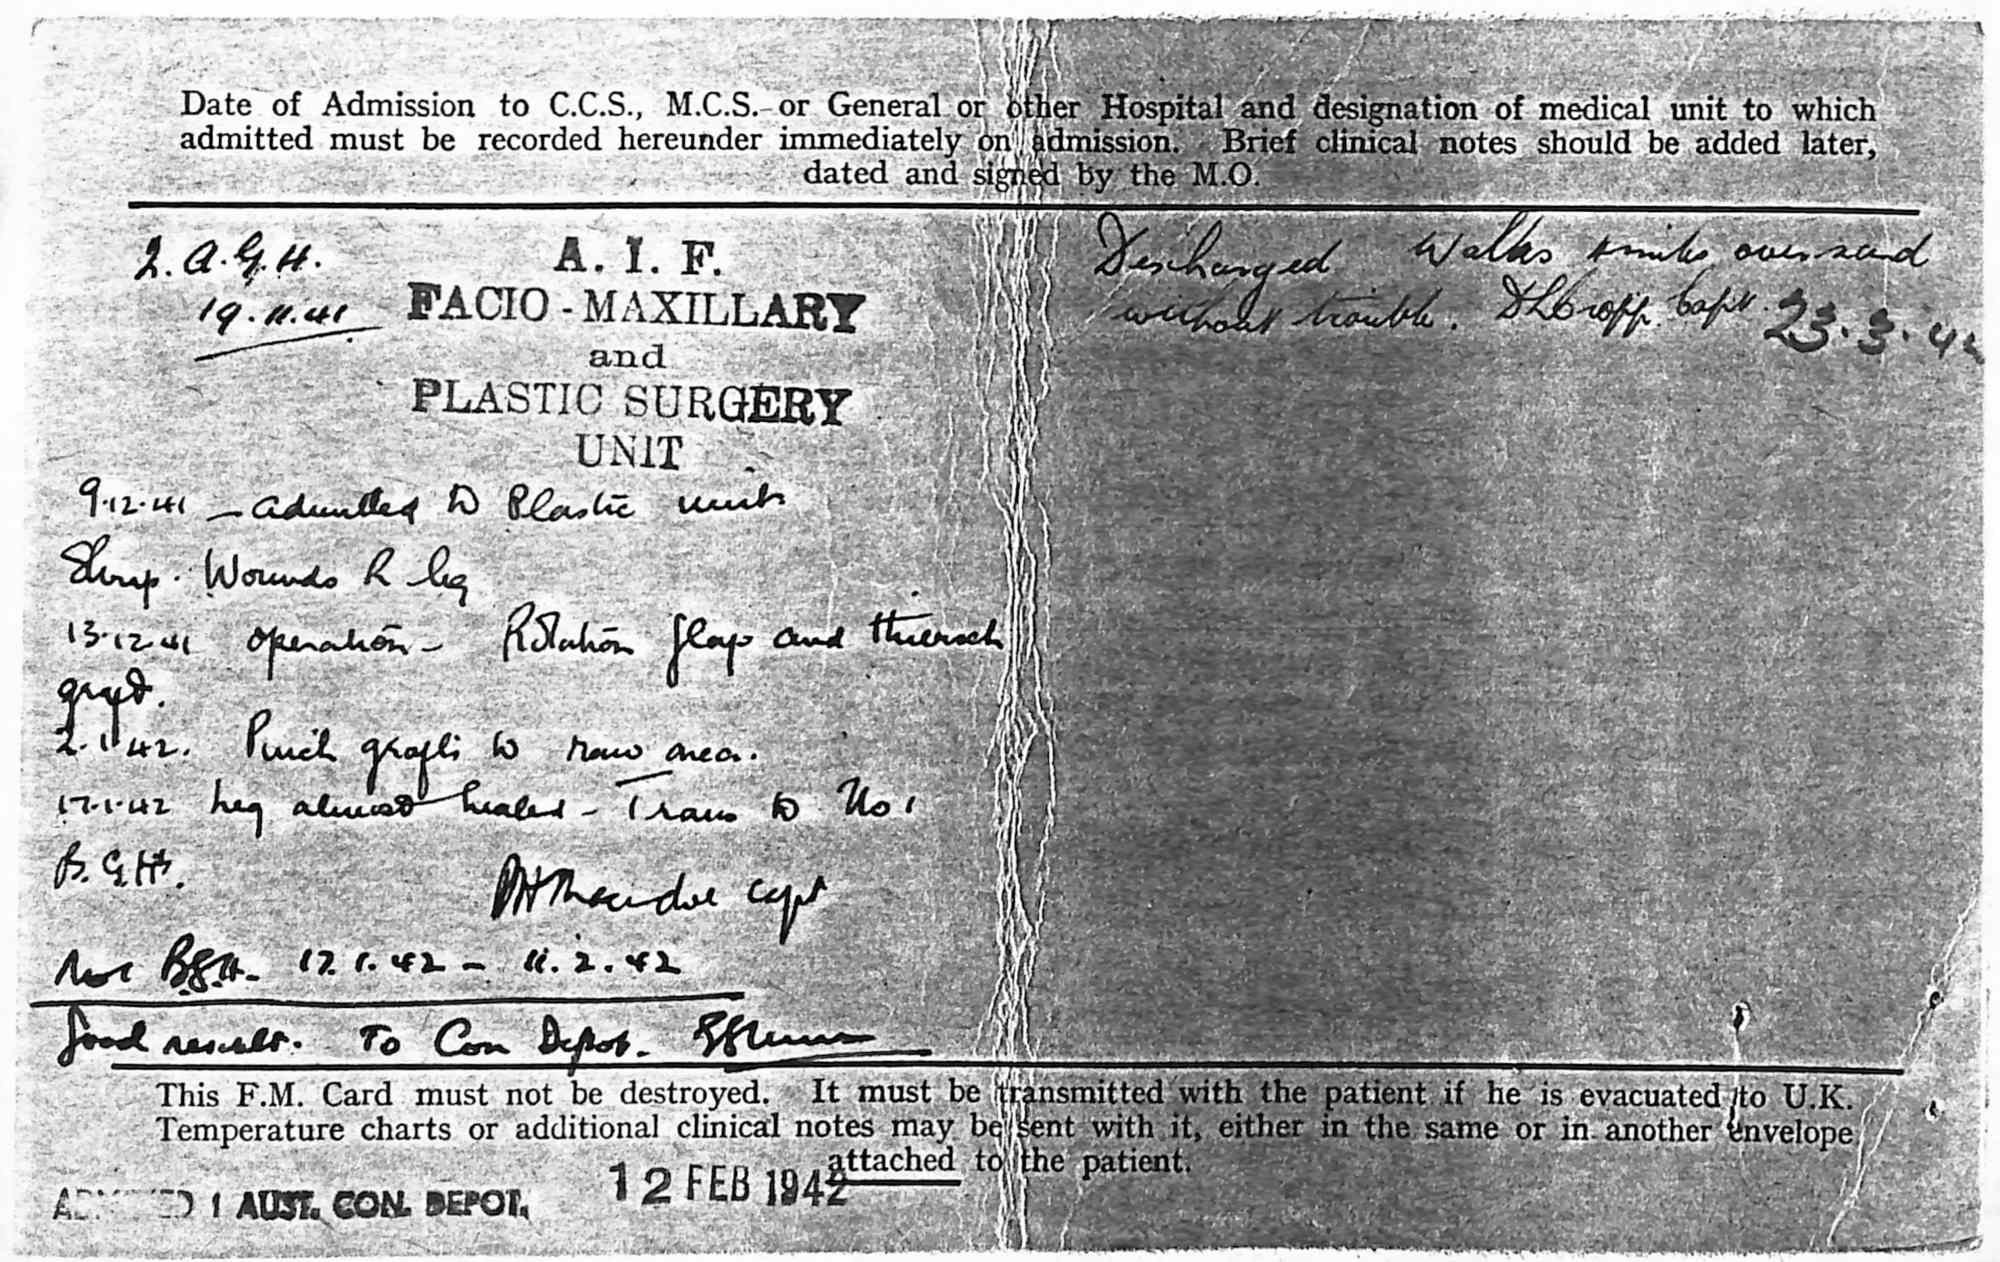 Date of Admission to C.C.S., M.C.S. or General or other Hospital and designation of medical unit to which
admitted must be recorded hereunder immediately on admission. Brief clinical notes should be added later,
dated and signed by the M.O.
2. A.G.H.
19.11.41
A. I. F.
FACIO - MAXILLARY
and
PLASTIC SURGERY
UNIT
9.12.41 - admitted to Plastic unit
Shrap. Wounds R leg
13.12.41 operation - Rotation flap and thiersch
graft.
2.1.42. Pinch grafts to raw area.
17.1.42 Leg almost healed - Trans to No 1
B.G.H.
Capt
No 1 B.G.H. 17.1.42 - 11.2.42
Good result. To Con Depot.
Discharged Walks miles over sand
without trouble. Capt. 23.3.42
This F.M. Card must not be destroyed. It must be transmitted with the patient if he is evacuated to U.K.
Temperature charts or additional clinical notes may be sent with it, either in the same or in another envelope
attached to the patient.
ADMITTED 1 AUST. CON. DEPOT. 12 FEB 1942